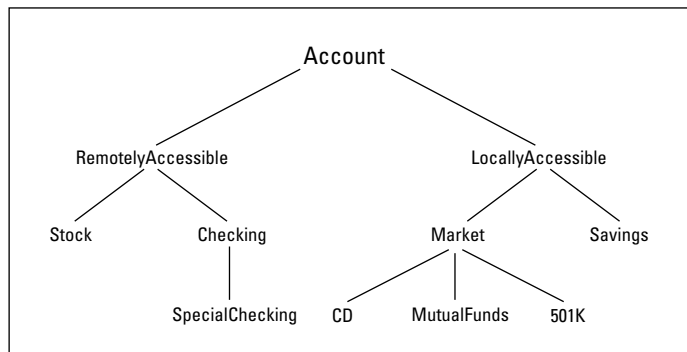 Account
RemotelyAccessible LocallyAccessible
Stock Checking Market Savings
SpecialChecking CD MutualFunds 501K